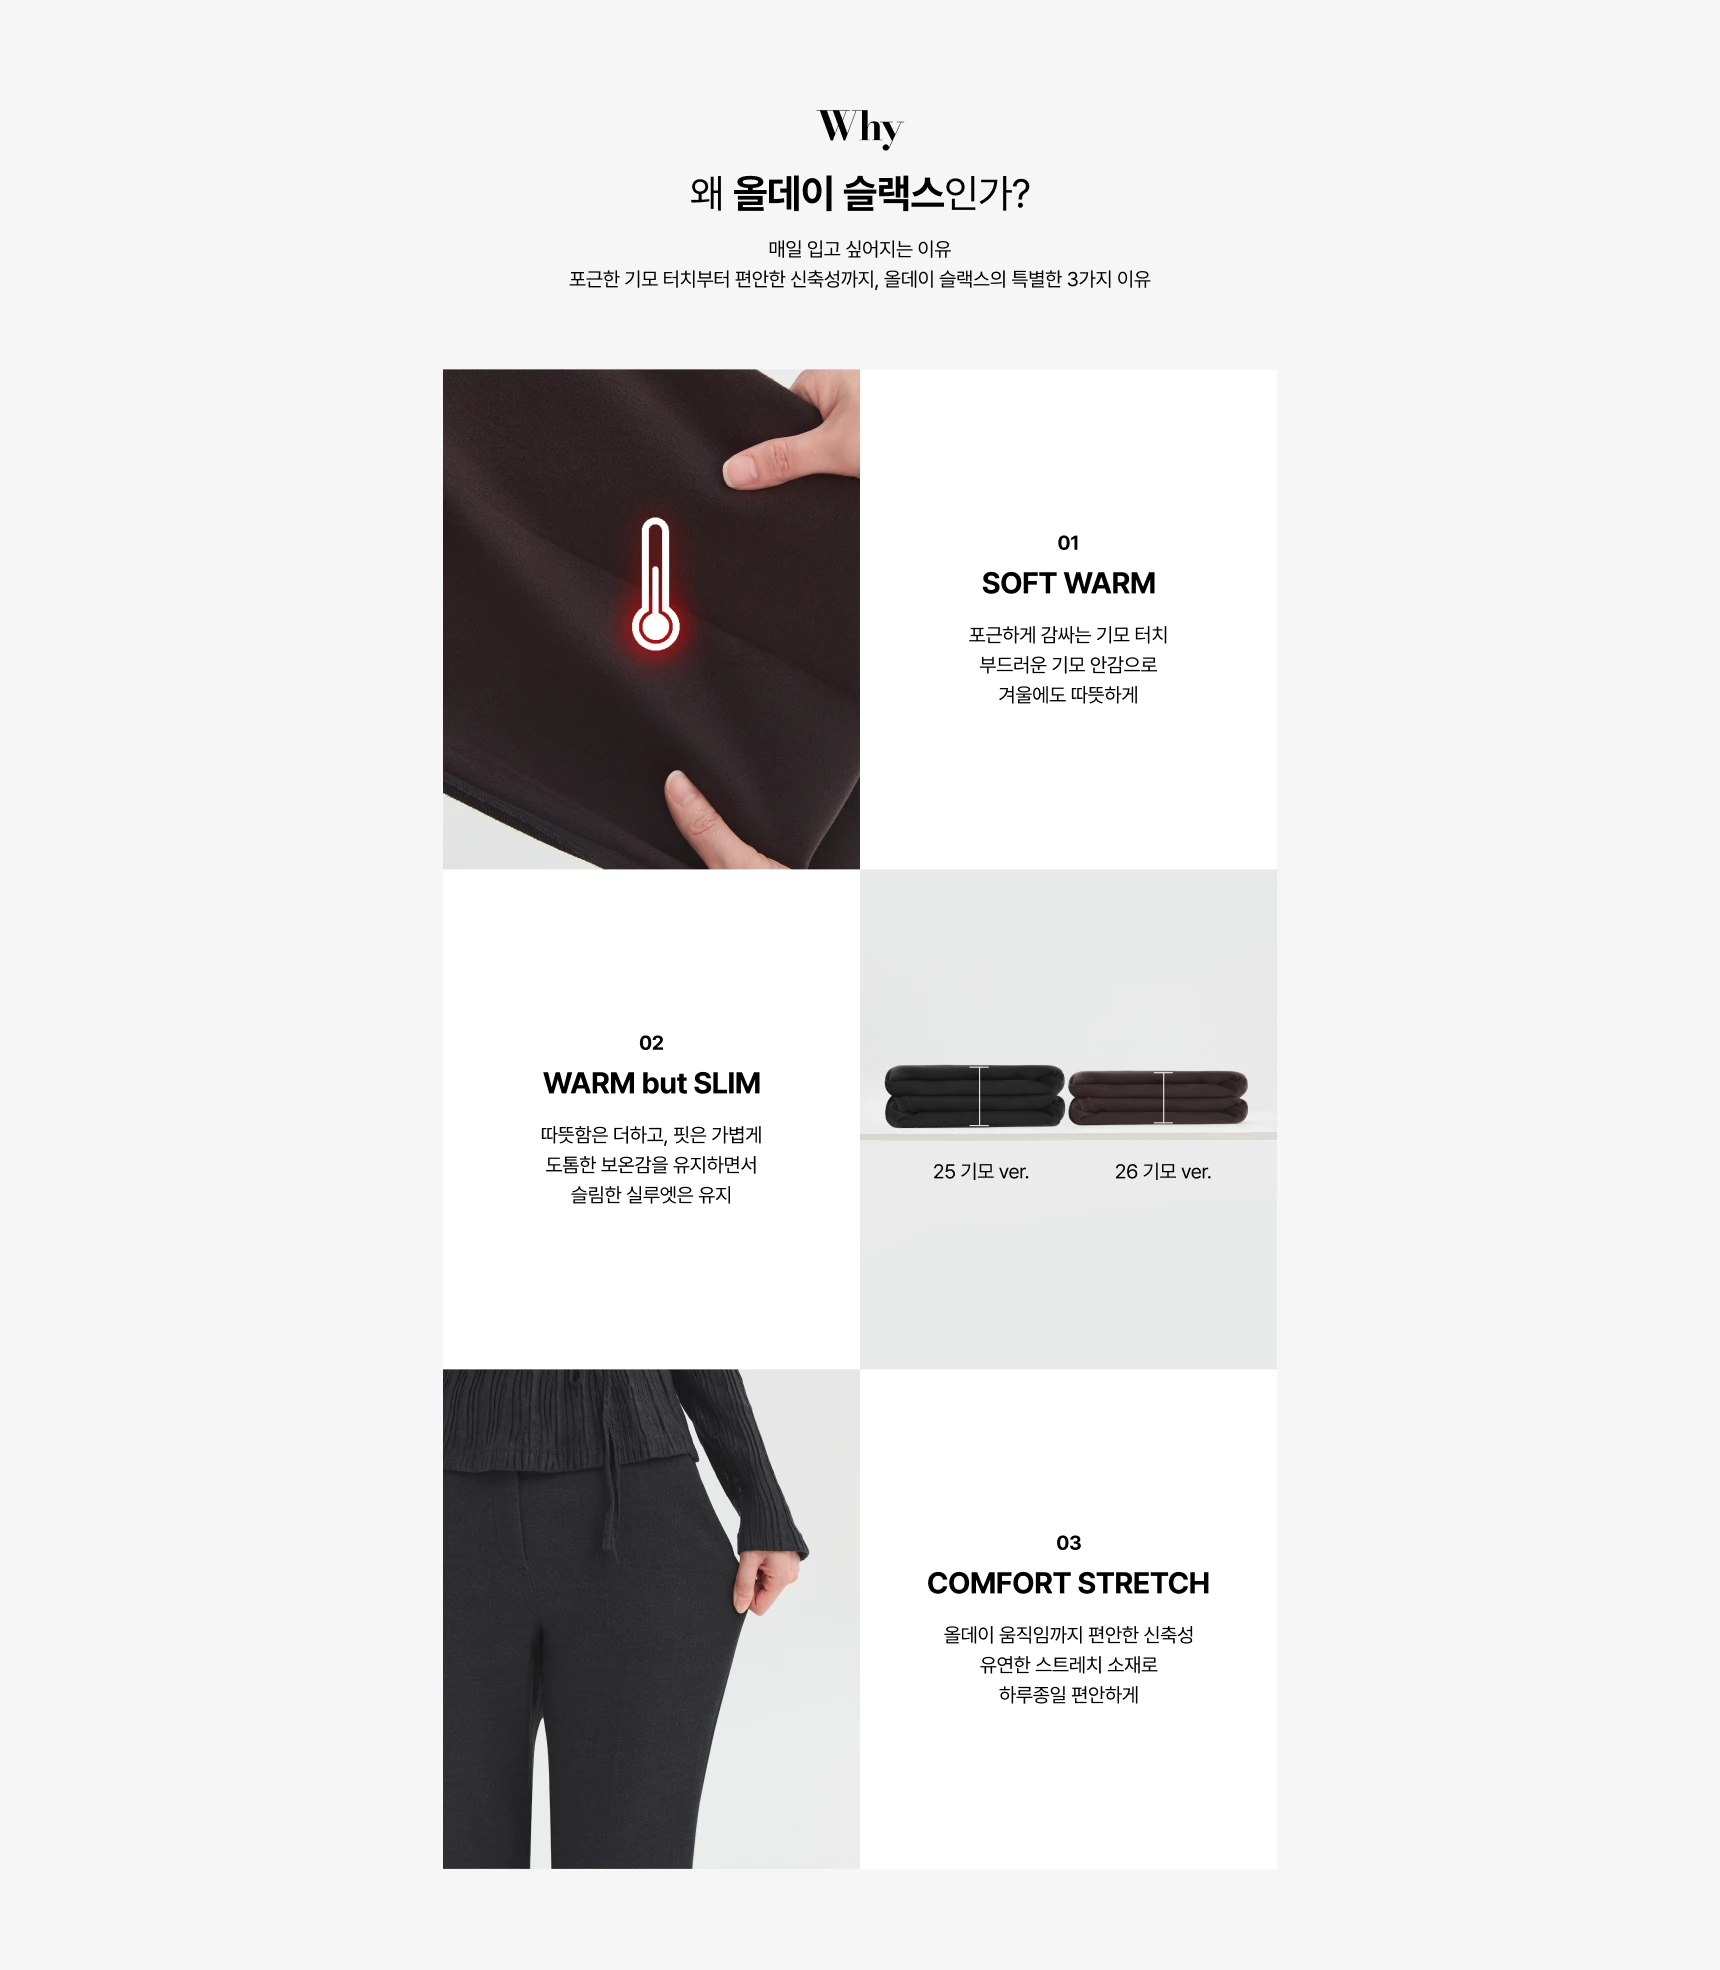 Why
왜 올데이 슬랙스인가?
매일 입고 싶어지는 이유
포근한 기모 터치부터 편안한 신축성까지, 올데이 슬랙스의 특별한 3가지 이유
01
SOFT WARM
포근하게 감싸는 기모 터치
부드러운 기모 안감으로
겨울에도 따뜻하게
02
WARM but SLIM
따뜻함은 더하고, 핏은 가볍게
도톰한 보온감을 유지하면서
슬림한 실루엣은 유지
25 기모 ver.
26 기모 ver.
03
COMFORT STRETCH
올데이 움직임까지 편안한 신축성
유연한 스트레치 소재로
하루종일 편안하게